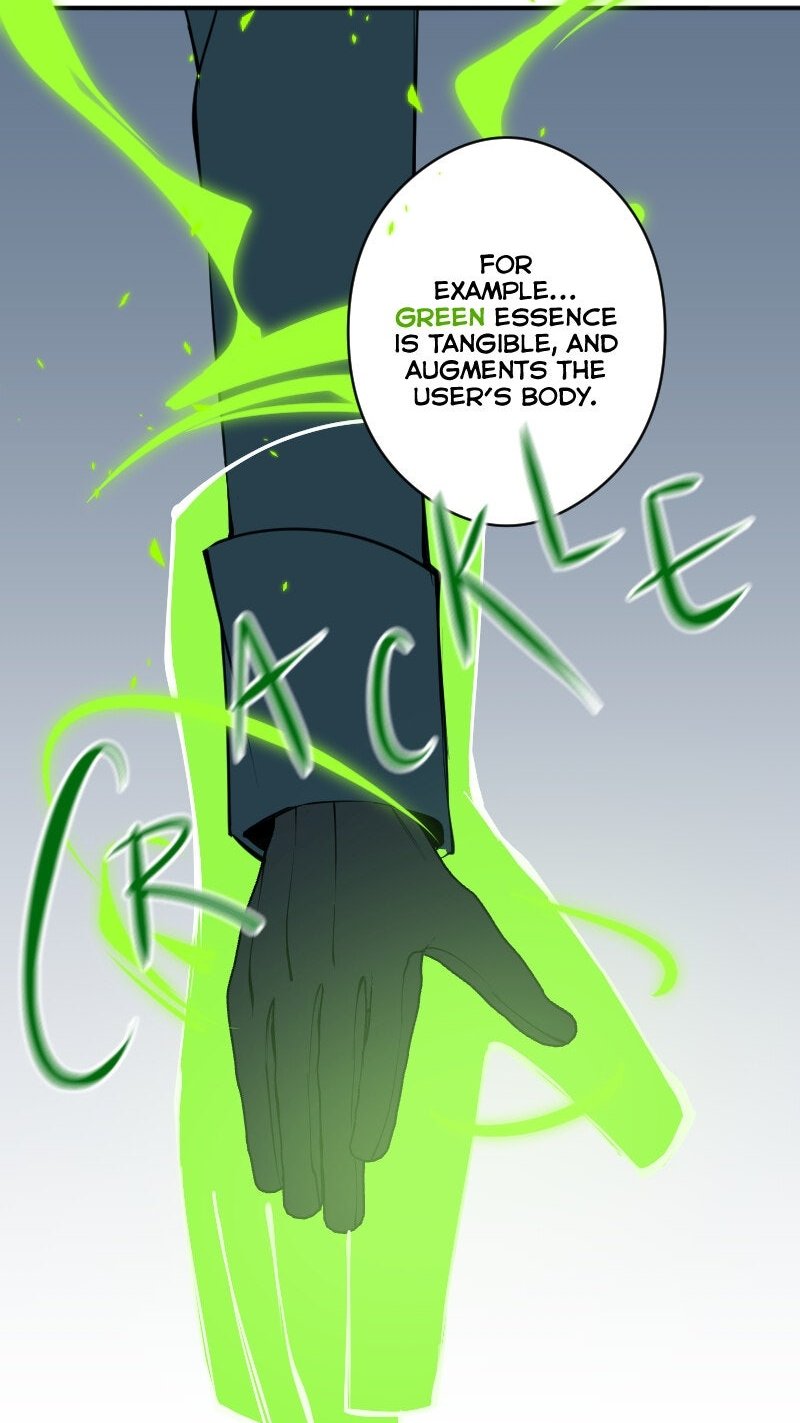 FOR
EXAMPLE...
GREEN ESSENCE
IS TANGIBLE, AND
AUGMENTS THE
USER'S BODY.
CRACKLE